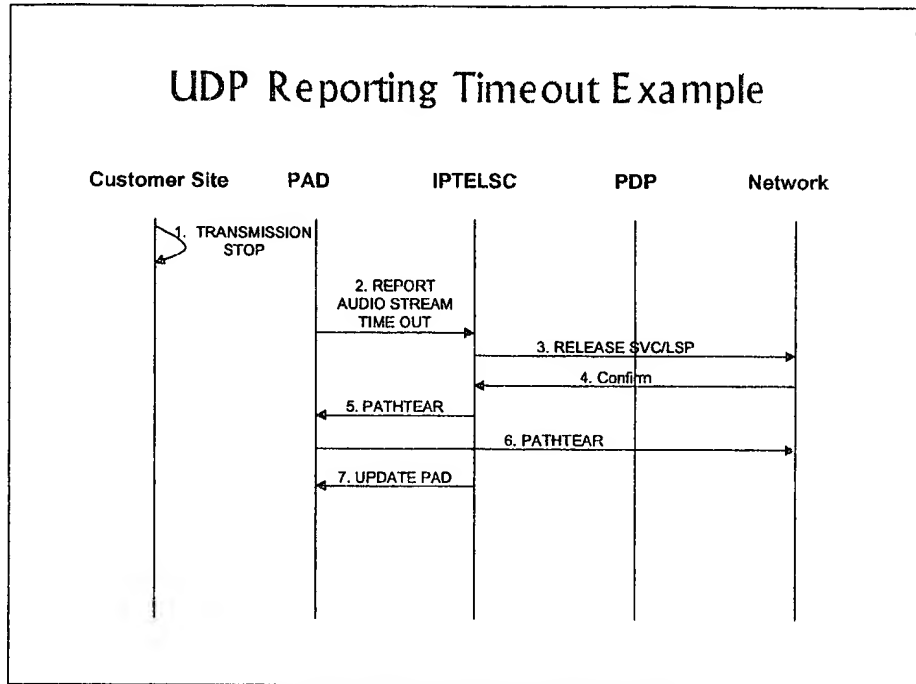 UDP Reporting Timeout Example
Customer Site PAD IPTELSC PDP Network
1. TRANSMISSION
STOP
2. REPORT
AUDIO STREAM
TIME OUT
3. RELEASE SVC/LSP
4. Confirm
5. PATHTEAR
6. PATHTEAR
7. UPDATE PAD